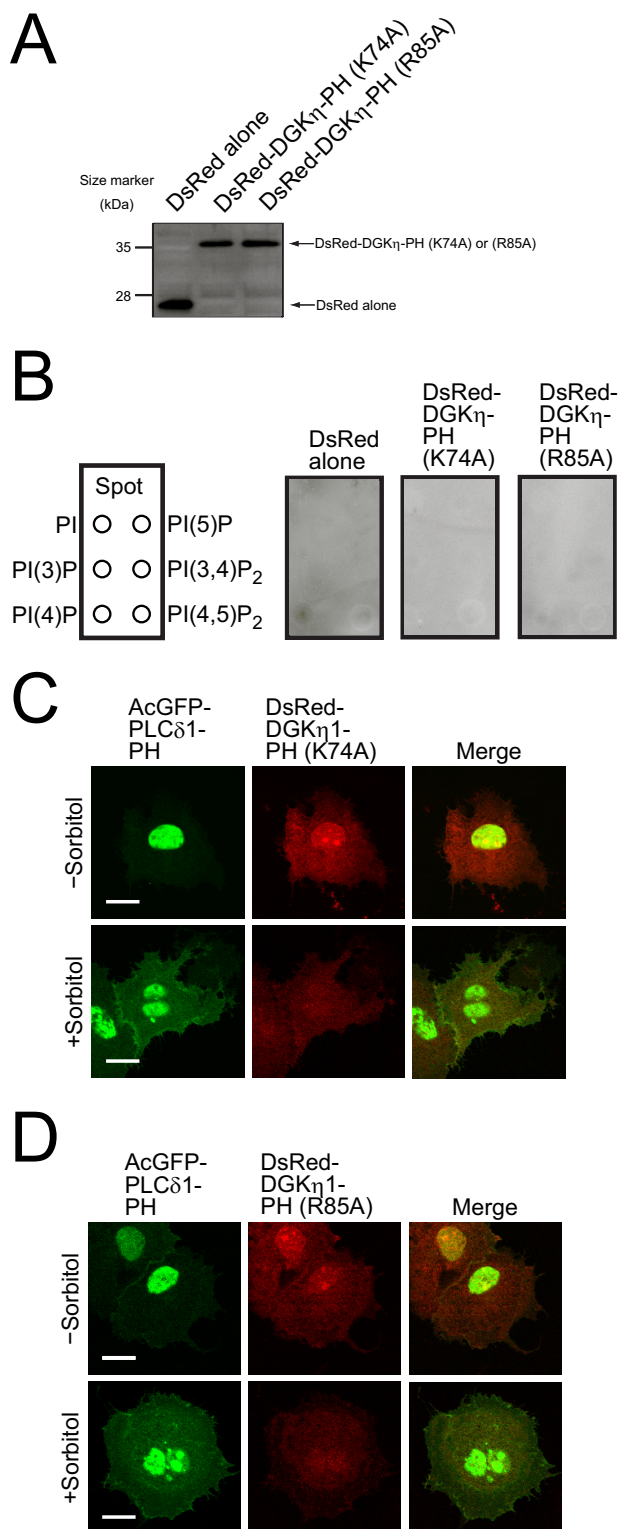 A
DsRed alone
DsRed-DGKη-PH (K74A)
DsRed-DGKη-PH (R85A)
Size marker
(kDa)
35
28
DsRed-DGKη-PH (K74A) or (R85A)
DsRed alone
B
Spot
PI
PI(5)P
PI(3)P
PI(3,4)P₂
PI(4)P
PI(4,5)P₂
DsRed
alone
DsRed-
DGKη-
PH
(K74A)
DsRed-
DGKη-
PH
(R85A)
C
AcGFP-
PLCδ1-
PH
DsRed-
DGKη1-
PH (K74A)
Merge
−Sorbitol
+Sorbitol
D
AcGFP-
PLCδ1-
PH
DsRed-
DGKη1-
PH (R85A)
Merge
−Sorbitol
+Sorbitol